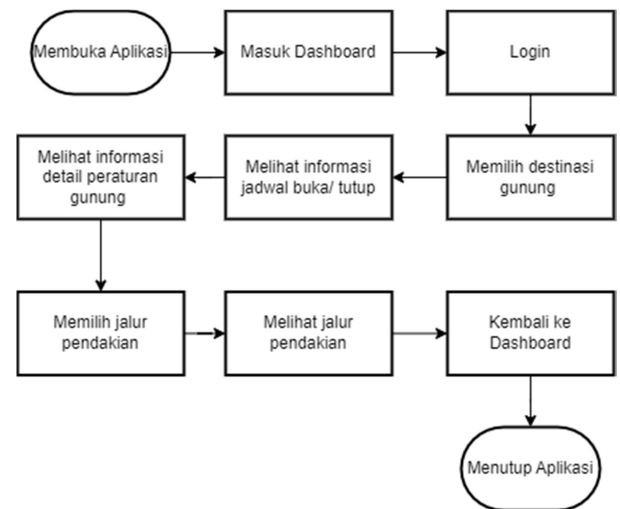 Membuka Aplikasi
Masuk Dashboard
Login
Memilih destinasi
gunung
Melihat informasi
jadwal buka/ tutup
Melihat informasi
detail peraturan
gunung
Memilih jalur
pendakian
Melihat jalur
pendakian
Kembali ke
Dashboard
Menutup Aplikasi